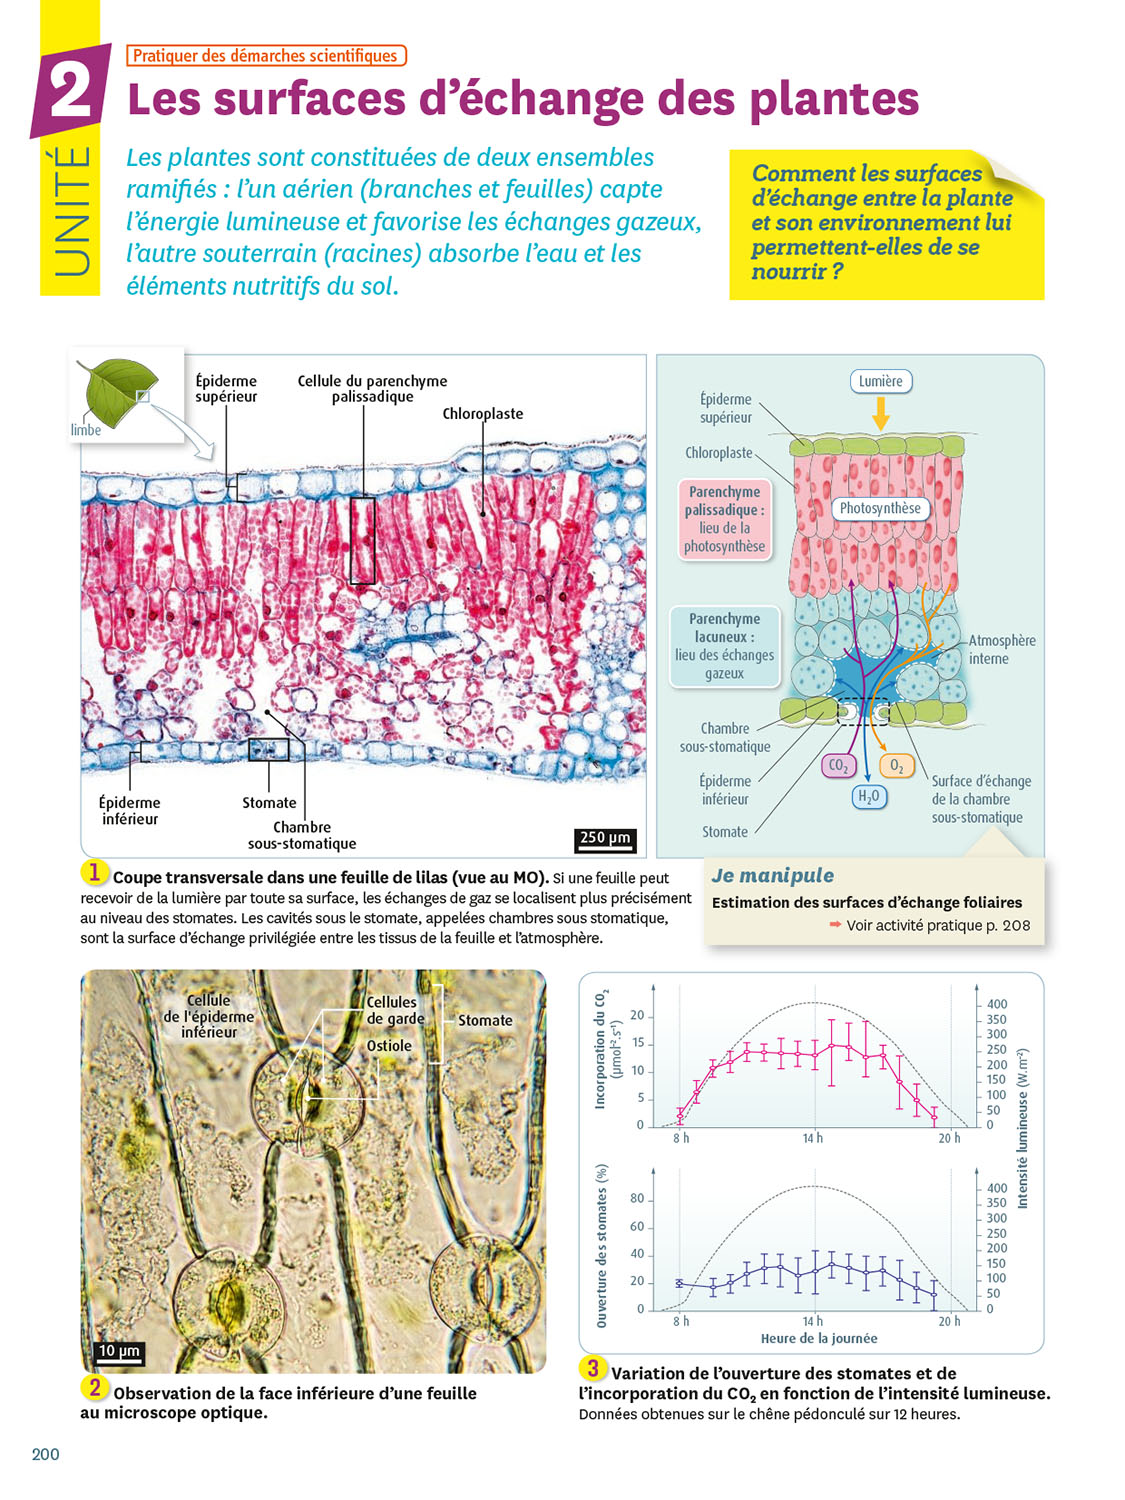 UNITÉ
2
Pratiquer des démarches scientifiques
Les surfaces d'échange des plantes
Les plantes sont constituées de deux ensembles
ramifiés : l'un aérien (branches et feuilles) capte
l'énergie lumineuse et favorise les échanges gazeux,
l'autre souterrain (racines) absorbe l'eau et les
éléments nutritifs du sol.
Comment les surfaces
d'échange entre la plante
et son environnement lui
permettent-elles de se
nourrir ?
limbe
Épiderme
supérieur
Cellule du parenchyme
palissadique
Chloroplaste
Épiderme
inférieur
Stomate
Chambre
sous-stomatique
250 µm
Lumière
Épiderme
supérieur
Chloroplaste
Parenchyme
palissadique :
lieu de la
photosynthèse
Photosynthèse
Parenchyme
lacuneux :
lieu des échanges
gazeux
Atmosphère
interne
Chambre
sous-stomatique
Épiderme
inférieur
Stomate
CO₂
H₂O
O₂
Surface d'échange
de la chambre
sous-stomatique
1 Coupe transversale dans une feuille de lilas (vue au MO). Si une feuille peut
recevoir de la lumière par toute sa surface, les échanges de gaz se localisent plus précisément
au niveau des stomates. Les cavités sous le stomate, appelées chambres sous stomatique,
sont la surface d'échange privilégiée entre les tissus de la feuille et l'atmosphère.
Je manipule
Estimation des surfaces d'échange foliaires
➡ Voir activité pratique p. 208
Cellule
de l'épiderme
inférieur
Cellules
de garde
Ostiole
Stomate
10 µm
2 Observation de la face inférieure d'une feuille
au microscope optique.
Incorporation du CO₂
(µmol⁻².s⁻¹)
20
15
10
5
0
8 h
14 h
20 h
400
350
300
250
200
150
100
50
0
Ouverture des stomates (%)
80
60
40
20
0
8 h
14 h
20 h
400
350
300
250
200
150
100
50
0
Intensité lumineuse (W.m⁻²)
Heure de la journée
3 Variation de l'ouverture des stomates et de
l'incorporation du CO₂ en fonction de l'intensité lumineuse.
Données obtenues sur le chêne pédonculé sur 12 heures.
200